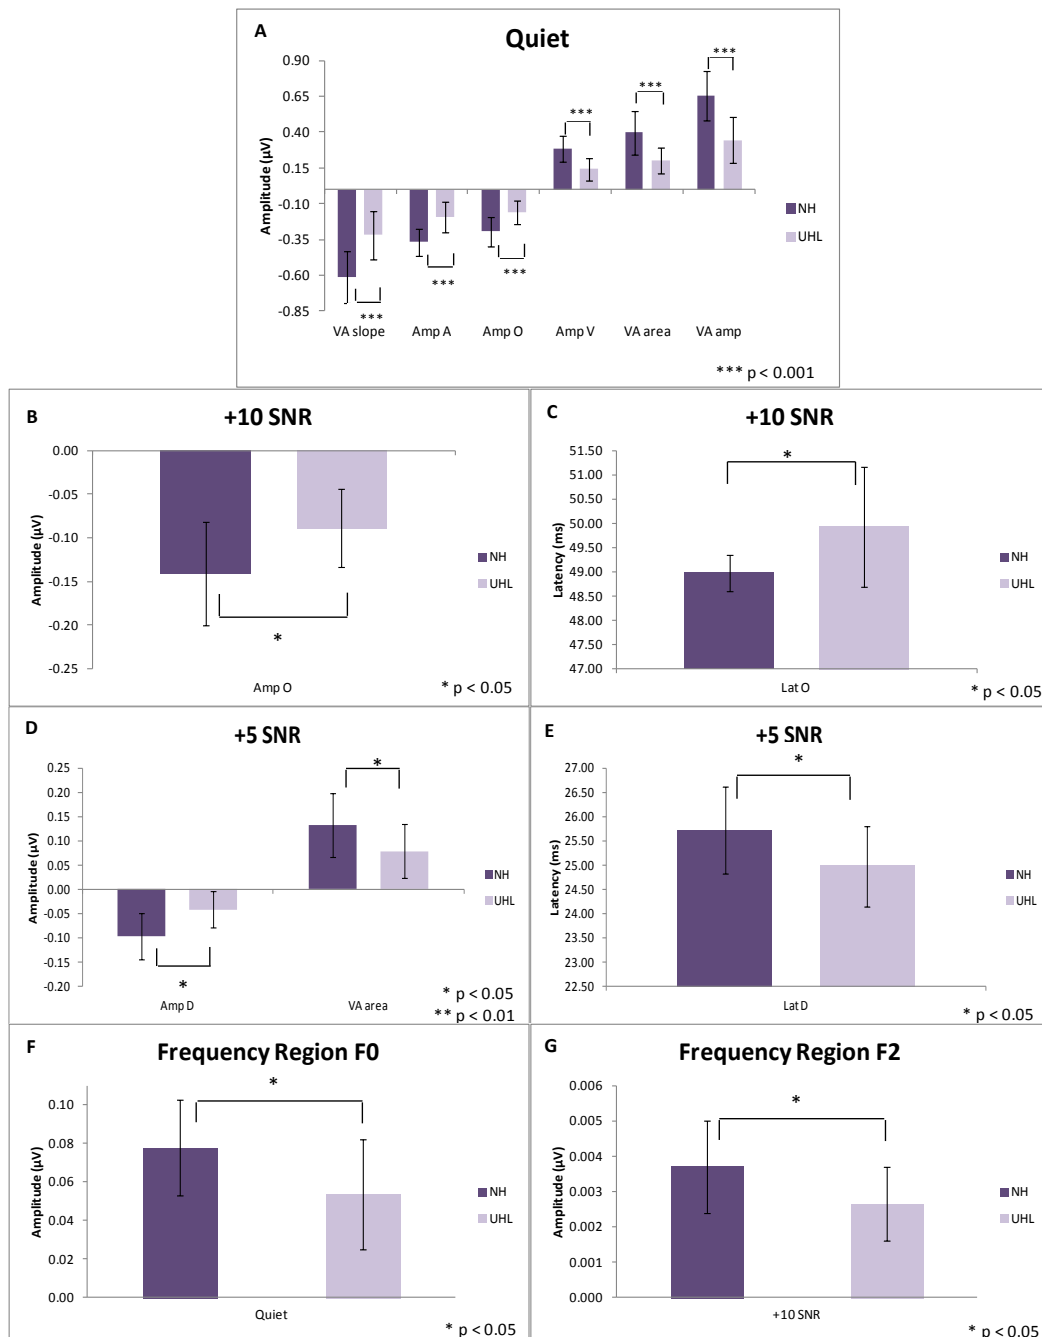 A
Quiet
***
***
***
0.90
0.65
0.40
0.15
-0.10
-0.35
-0.60
-0.85
Amplitude (µV)
NH
UHL
***
***
***
VA slope Amp A Amp O Amp V VA area VA amp
*** p < 0.001
B
+10 SNR
0.00
-0.05
-0.10
-0.15
-0.20
-0.25
Amplitude (µV)
NH
UHL
*
Amp O
* p < 0.05
C
+10 SNR
*
51.50
51.00
50.50
50.00
49.50
49.00
48.50
48.00
47.50
47.00
Latency (ms)
NH
UHL
Lat O
* p < 0.05
D
+5 SNR
*
0.25
0.20
0.15
0.10
0.05
0.00
-0.05
-0.10
-0.15
-0.20
Amplitude (µV)
NH
UHL
*
Amp D VA area
* p < 0.05
** p < 0.01
E
+5 SNR
*
27.00
26.50
26.00
25.50
25.00
24.50
24.00
23.50
23.00
22.50
Latency (ms)
NH
UHL
Lat D
* p < 0.05
F
Frequency Region F0
*
0.10
0.08
0.06
0.04
0.02
0.00
Amplitude (µV)
NH
UHL
Quiet
* p < 0.05
G
Frequency Region F2
*
0.006
0.005
0.004
0.003
0.002
0.001
0.000
Amplitude (µV)
NH
UHL
+10 SNR
* p < 0.05